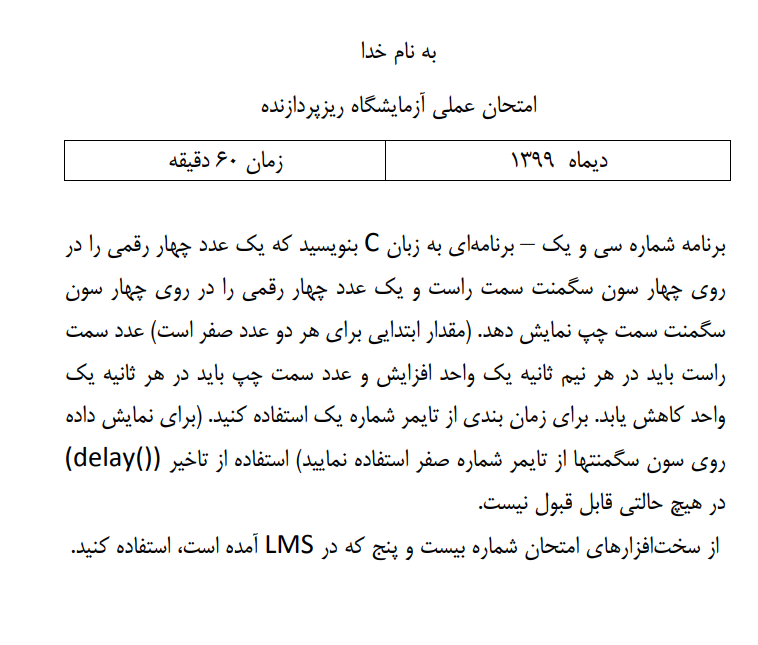 به نام خدا
امتحان عملی آزمایشگاه ریزپردازنده
دیماه ۱۳۹۹
زمان ۶۰ دقیقه
برنامه شماره سی و یک – برنامه‌ای به زبان C بنویسید که یک عدد چهار رقمی را در
روی چهار سون سگمنت سمت راست و یک عدد چهار رقمی را در روی چهار سون
سگمنت سمت چپ نمایش دهد. (مقدار ابتدایی برای هر دو عدد صفر است) عدد سمت
راست باید در هر نیم ثانیه یک واحد افزایش و عدد سمت چپ باید در هر ثانیه یک
واحد کاهش یابد. برای زمان بندی از تایمر شماره یک استفاده کنید. (برای نمایش داده
روی سون سگمنتها از تایمر شماره صفر استفاده نمایید) استفاده از تاخیر (delay())
در هیچ حالتی قابل قبول نیست.
از سخت‌افزارهای امتحان شماره بیست و پنج که در LMS آمده است، استفاده کنید.